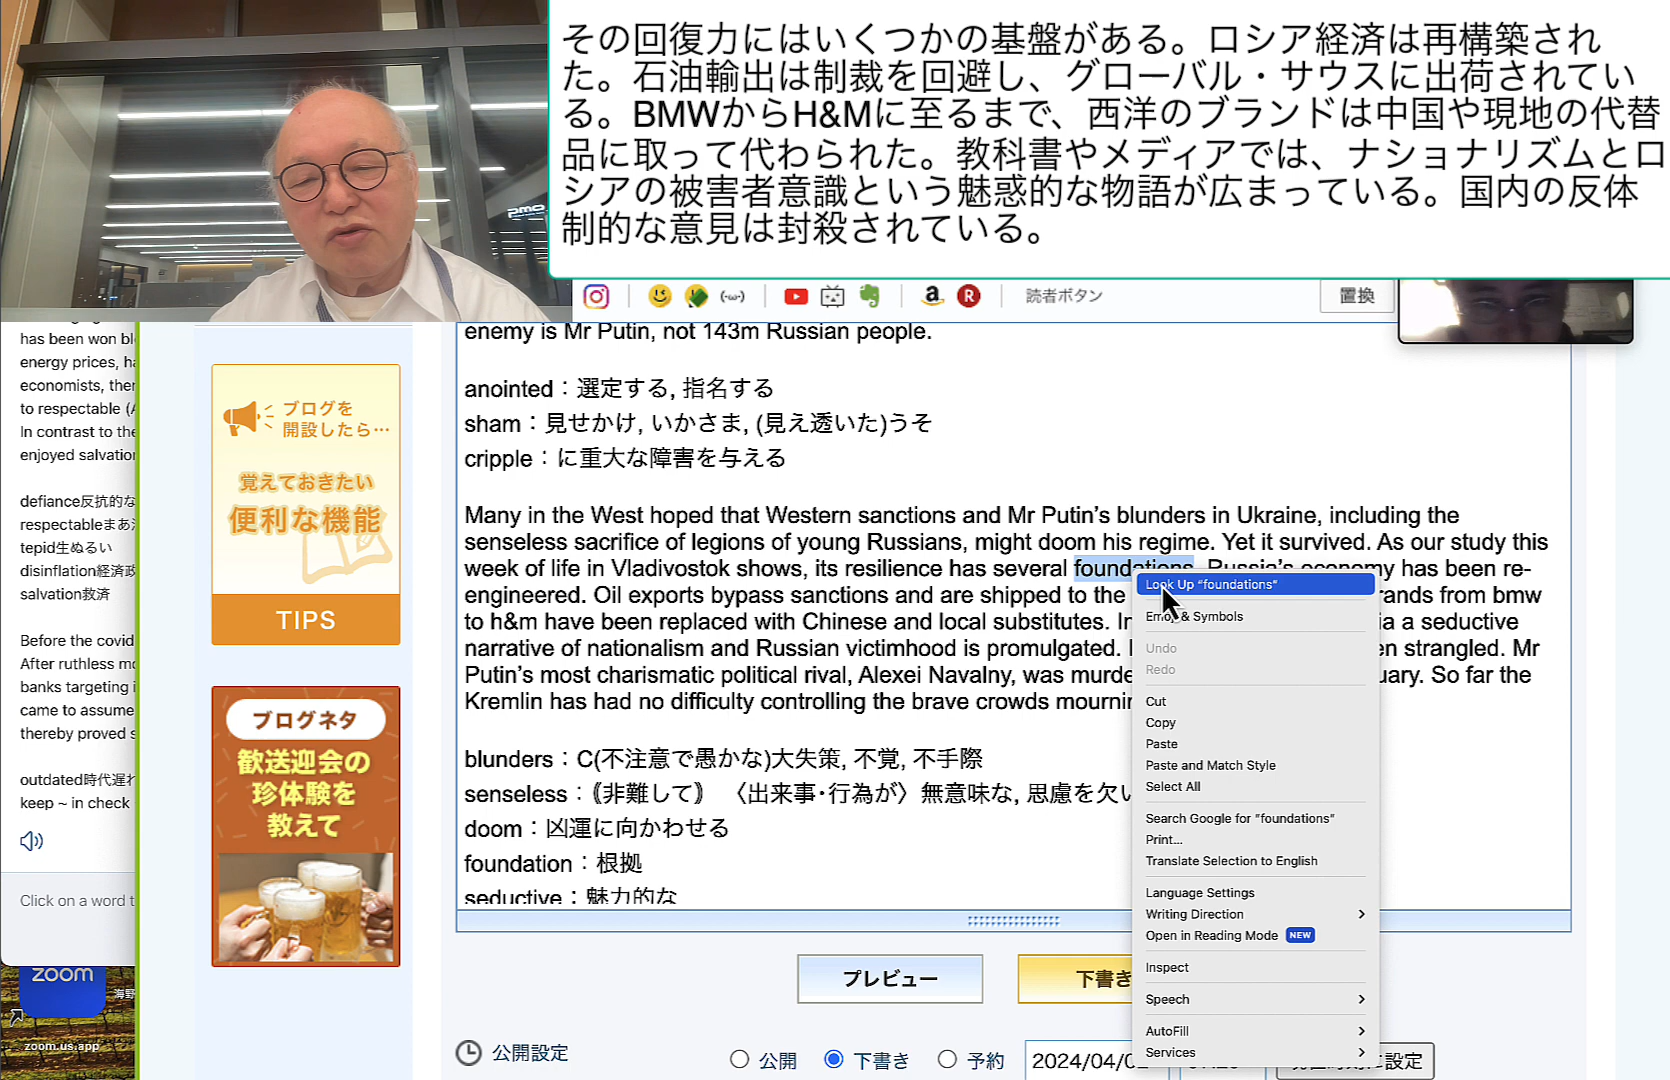 その回復力にはいくつかの基盤がある。ロシア経済は再構築され
た。石油輸出は制裁を回避し、グローバル・サウスに出荷されてい
る。BMWからH&Mに至るまで、西洋のブランドは中国や現地の代替
品に取って代わられた。教科書やメディアでは、ナショナリズムとロ
シアの被害者意識という魅惑的な物語が広まっている。国内の反体
制的な意見は封殺されている。
pmo
(・ω・)
a
R
読者ボタン
置換
has been won bl
energy prices, ha
economists, ther
to respectable (A
In contrast to the
enjoyed salvation
defiance反抗的な
respectableまあ
tepid生ぬるい
disinflation経済政
salvation救済
Before the covid
After ruthless mo
banks targeting i
came to assume
thereby proved s
outdated時代遅れ
keep ~ in check
Click on a word t
zoom
海野
zoom.us.app
ブログを
開設したら…
覚えておきたい
便利な機能
TIPS
ブログネタ
歓送迎会の
珍体験を
教えて
enemy is Mr Putin, not 143m Russian people.
anointed：選定する, 指名する
sham：見せかけ, いかさま, (見え透いた)うそ
cripple：に重大な障害を与える
Many in the West hoped that Western sanctions and Mr Putin’s blunders in Ukraine, including the
senseless sacrifice of legions of young Russians, might doom his regime. Yet it survived. As our study this
week of life in Vladivostok shows, its resilience has several foundations. Russia’s economy has been re-
engineered. Oil exports bypass sanctions and are shipped to the rands from bmw
to h&m have been replaced with Chinese and local substitutes. In ia a seductive
narrative of nationalism and Russian victimhood is promulgated. en strangled. Mr
Putin’s most charismatic political rival, Alexei Navalny, was murde uary. So far the
Kremlin has had no difficulty controlling the brave crowds mournin
blunders：C(不注意で愚かな)大失策, 不覚, 不手際
senseless：⸨非難して⸩ 〈出来事･行為が〉無意味な, 思慮を欠い
doom：凶運に向かわせる
foundation：根拠
seductive：魅力的な
Look Up “foundations”
Emoji & Symbols
Undo
Redo
Cut
Copy
Paste
Paste and Match Style
Select All
Search Google for “foundations”
Print...
Translate Selection to English
Language Settings
Writing Direction
Open in Reading Mode NEW
Inspect
Speech
AutoFill
Services
プレビュー
下書き
公開設定
公開
下書き
予約
2024/04/0
設定